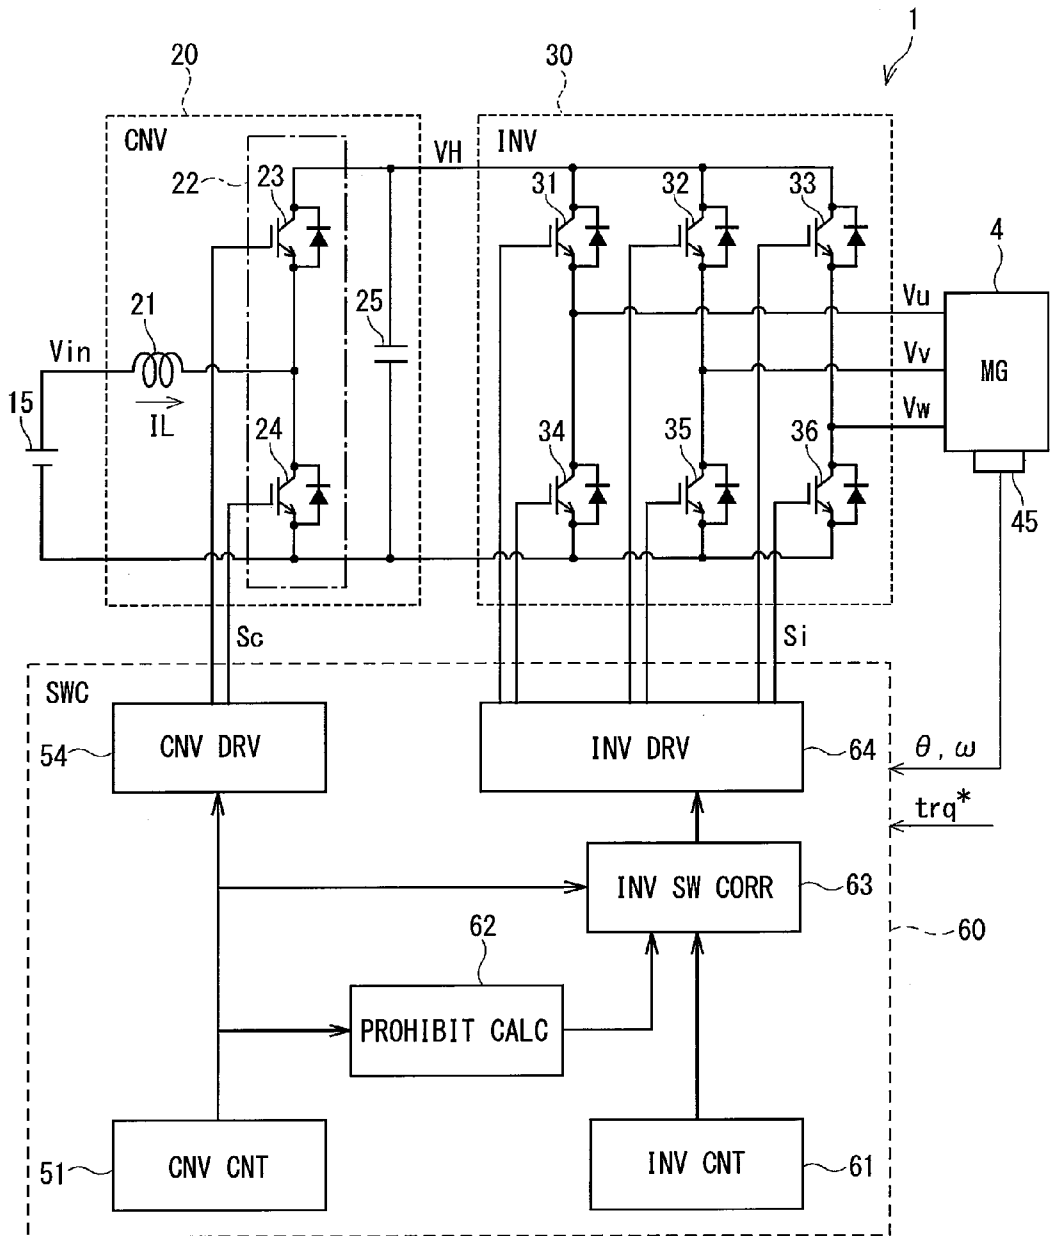 1
20
30
CNV
INV
VH
22
23
31
32
33
4
21
25
Vin
Vu
Vv
MG
Vw
15
IL
24
34
35
36
45
Sc
Si
SWC
CNV DRV
INV DRV
54
64
θ, ω
trq*
INV SW CORR
63
62
60
PROHIBIT CALC
CNV CNT
INV CNT
51
61